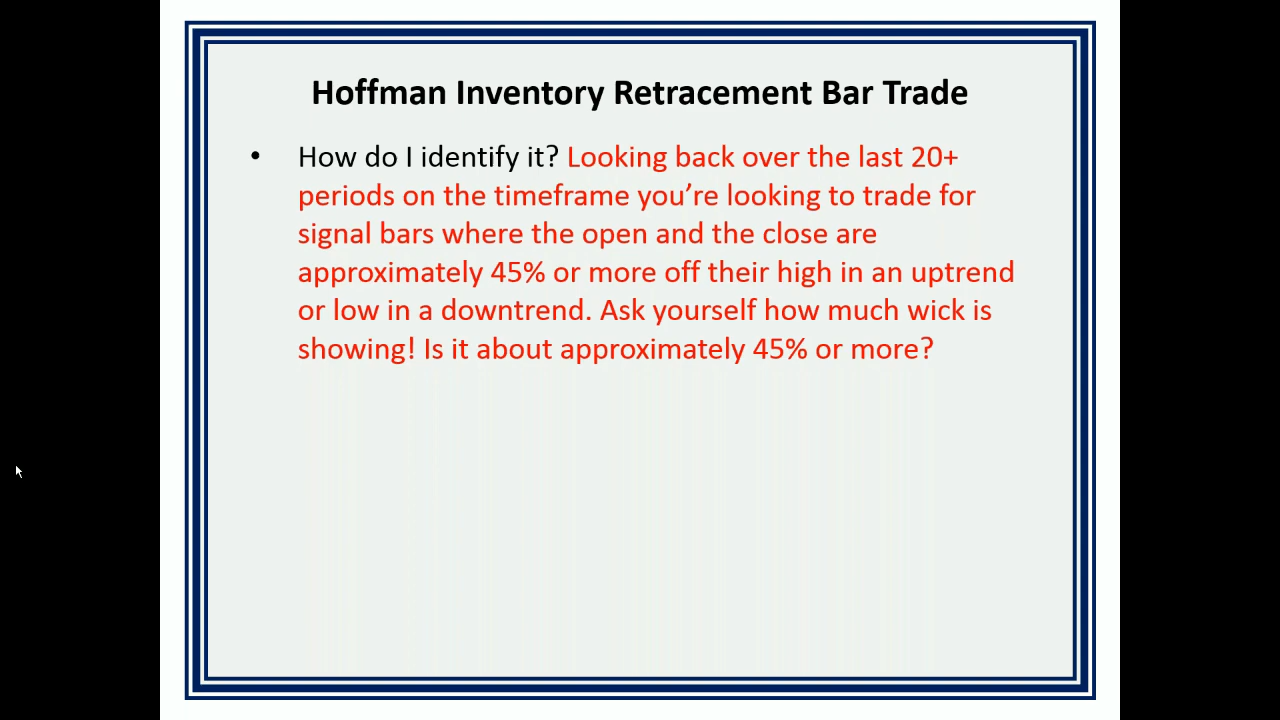 Hoffman Inventory Retracement Bar Trade
• How do I identify it? Looking back over the last 20+
periods on the timeframe you’re looking to trade for
signal bars where the open and the close are
approximately 45% or more off their high in an uptrend
or low in a downtrend. Ask yourself how much wick is
showing! Is it about approximately 45% or more?